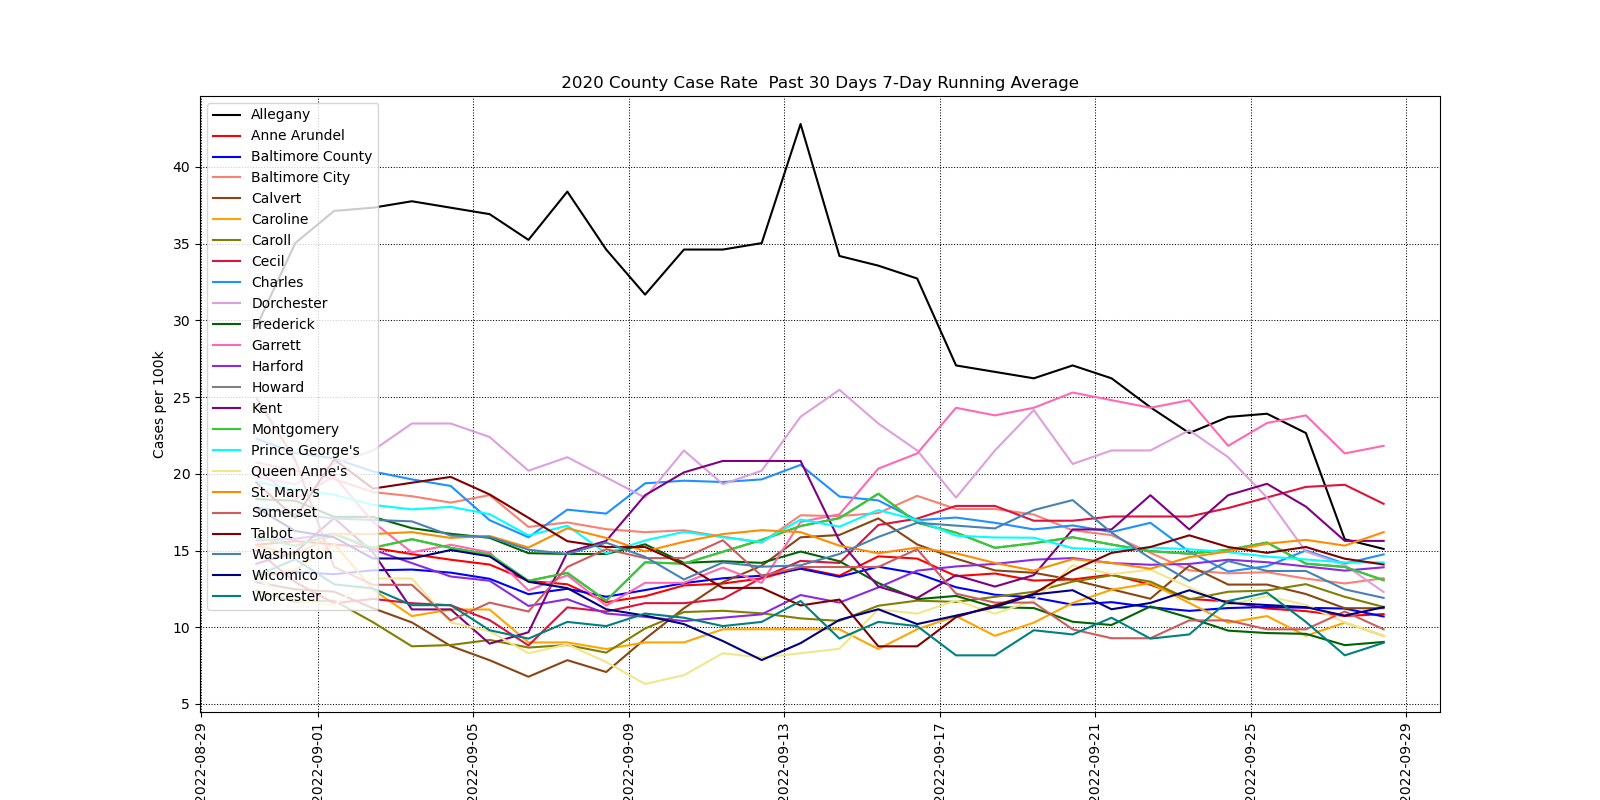 2020 County Case Rate  Past 30 Days 7-Day Running Average
Cases per 100k
40
35
30
25
20
15
10
5
Allegany
Anne Arundel
Baltimore County
Baltimore City
Calvert
Caroline
Caroll
Cecil
Charles
Dorchester
Frederick
Garrett
Harford
Howard
Kent
Montgomery
Prince George's
Queen Anne's
St. Mary's
Somerset
Talbot
Washington
Wicomico
Worcester
2022-08-29
2022-09-01
2022-09-05
2022-09-09
2022-09-13
2022-09-17
2022-09-21
2022-09-25
2022-09-29